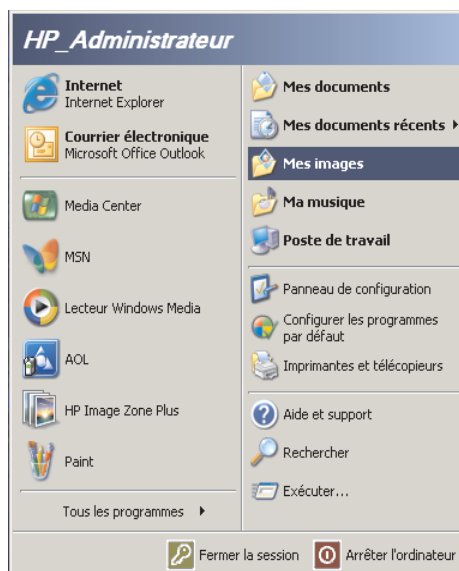 HP_Administrateur
Internet
Internet Explorer
Courrier électronique
Microsoft Office Outlook
Media Center
MSN
Lecteur Windows Media
AOL
HP Image Zone Plus
Paint
Tous les programmes
Mes documents
Mes documents récents
Mes images
Ma musique
Poste de travail
Panneau de configuration
Configurer les programmes
par défaut
Imprimantes et télécopieurs
Aide et support
Rechercher
Exécuter...
Fermer la session
Arrêter l'ordinateur